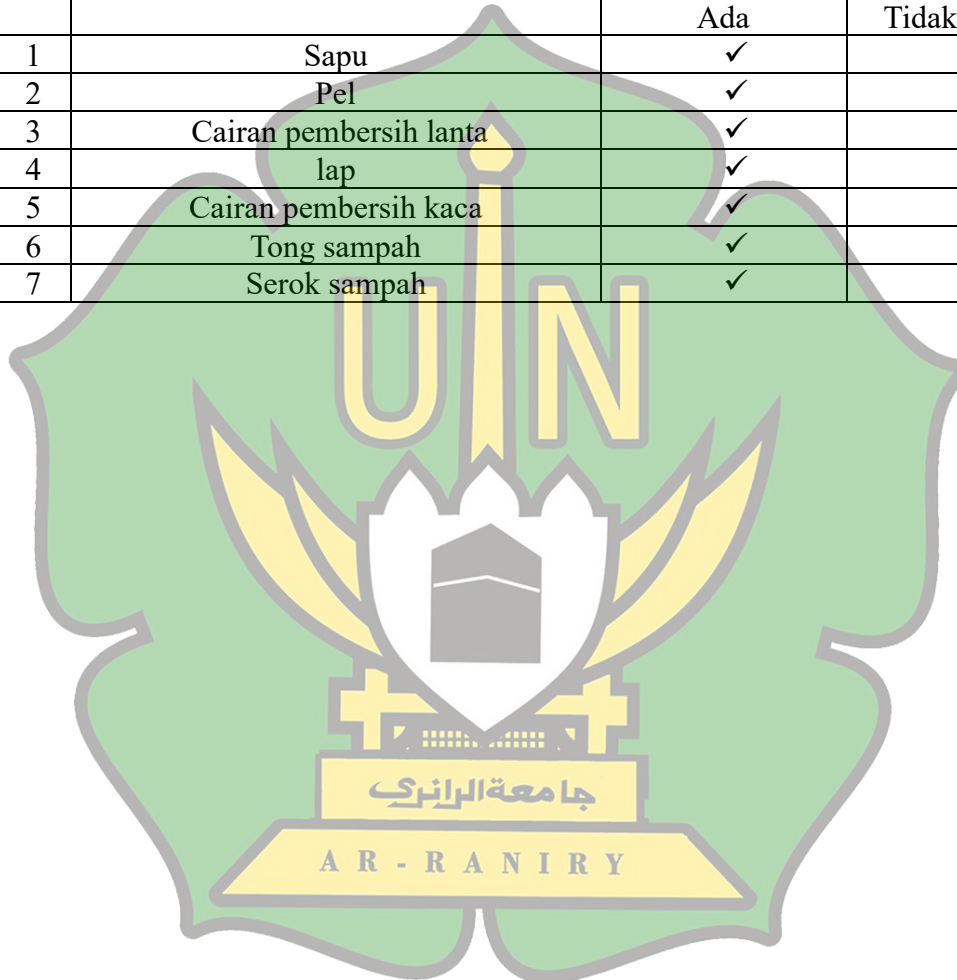 Ada Tidak
1 Sapu ✓
2 Pel ✓
3 Cairan pembersih lanta ✓
4 lap ✓
5 Cairan pembersih kaca ✓
6 Tong sampah ✓
7 Serok sampah ✓
UIN
جامعةالرانري
AR-RANIRY